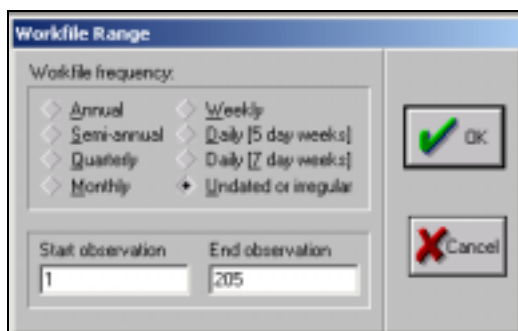 Workfile Range
Workfile frequency:
Annual
Semi-annual
Quarterly
Monthly
Weekly
Daily [5 day weeks]
Daily [7 day weeks]
Undated or irregular
Start observation
1
End observation
205
OK
Cancel